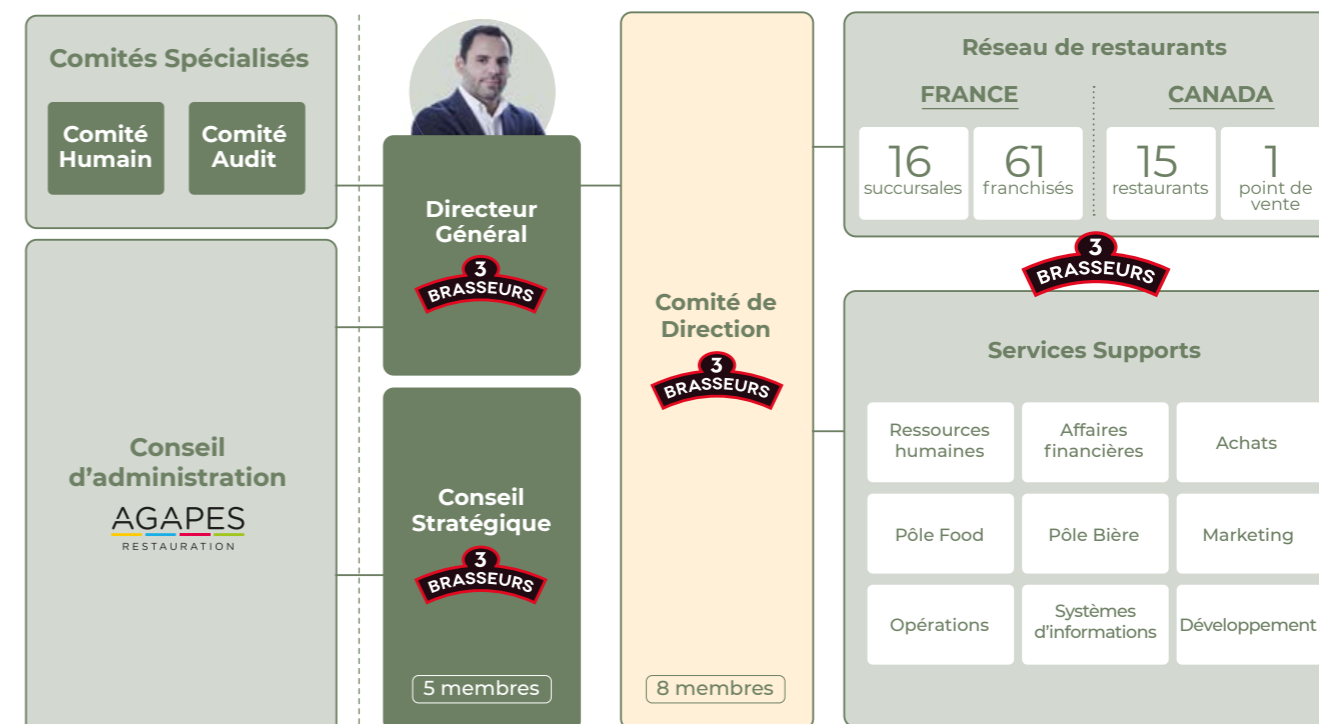 Comités Spécialisés
Comité
Humain
Comité
Audit
Conseil
d’administration
AGAPES
RESTAURATION
Directeur
Général
3
BRASSEURS
Conseil
Stratégique
3
BRASSEURS
5 membres
Comité de
Direction
3
BRASSEURS
8 membres
Réseau de restaurants
FRANCE
16
succursales
61
franchisés
CANADA
15
restaurants
1
point de
vente
3
BRASSEURS
Services Supports
Ressources
humaines
Affaires
financières
Achats
Pôle Food
Pôle Bière
Marketing
Opérations
Systèmes
d’informations
Développement